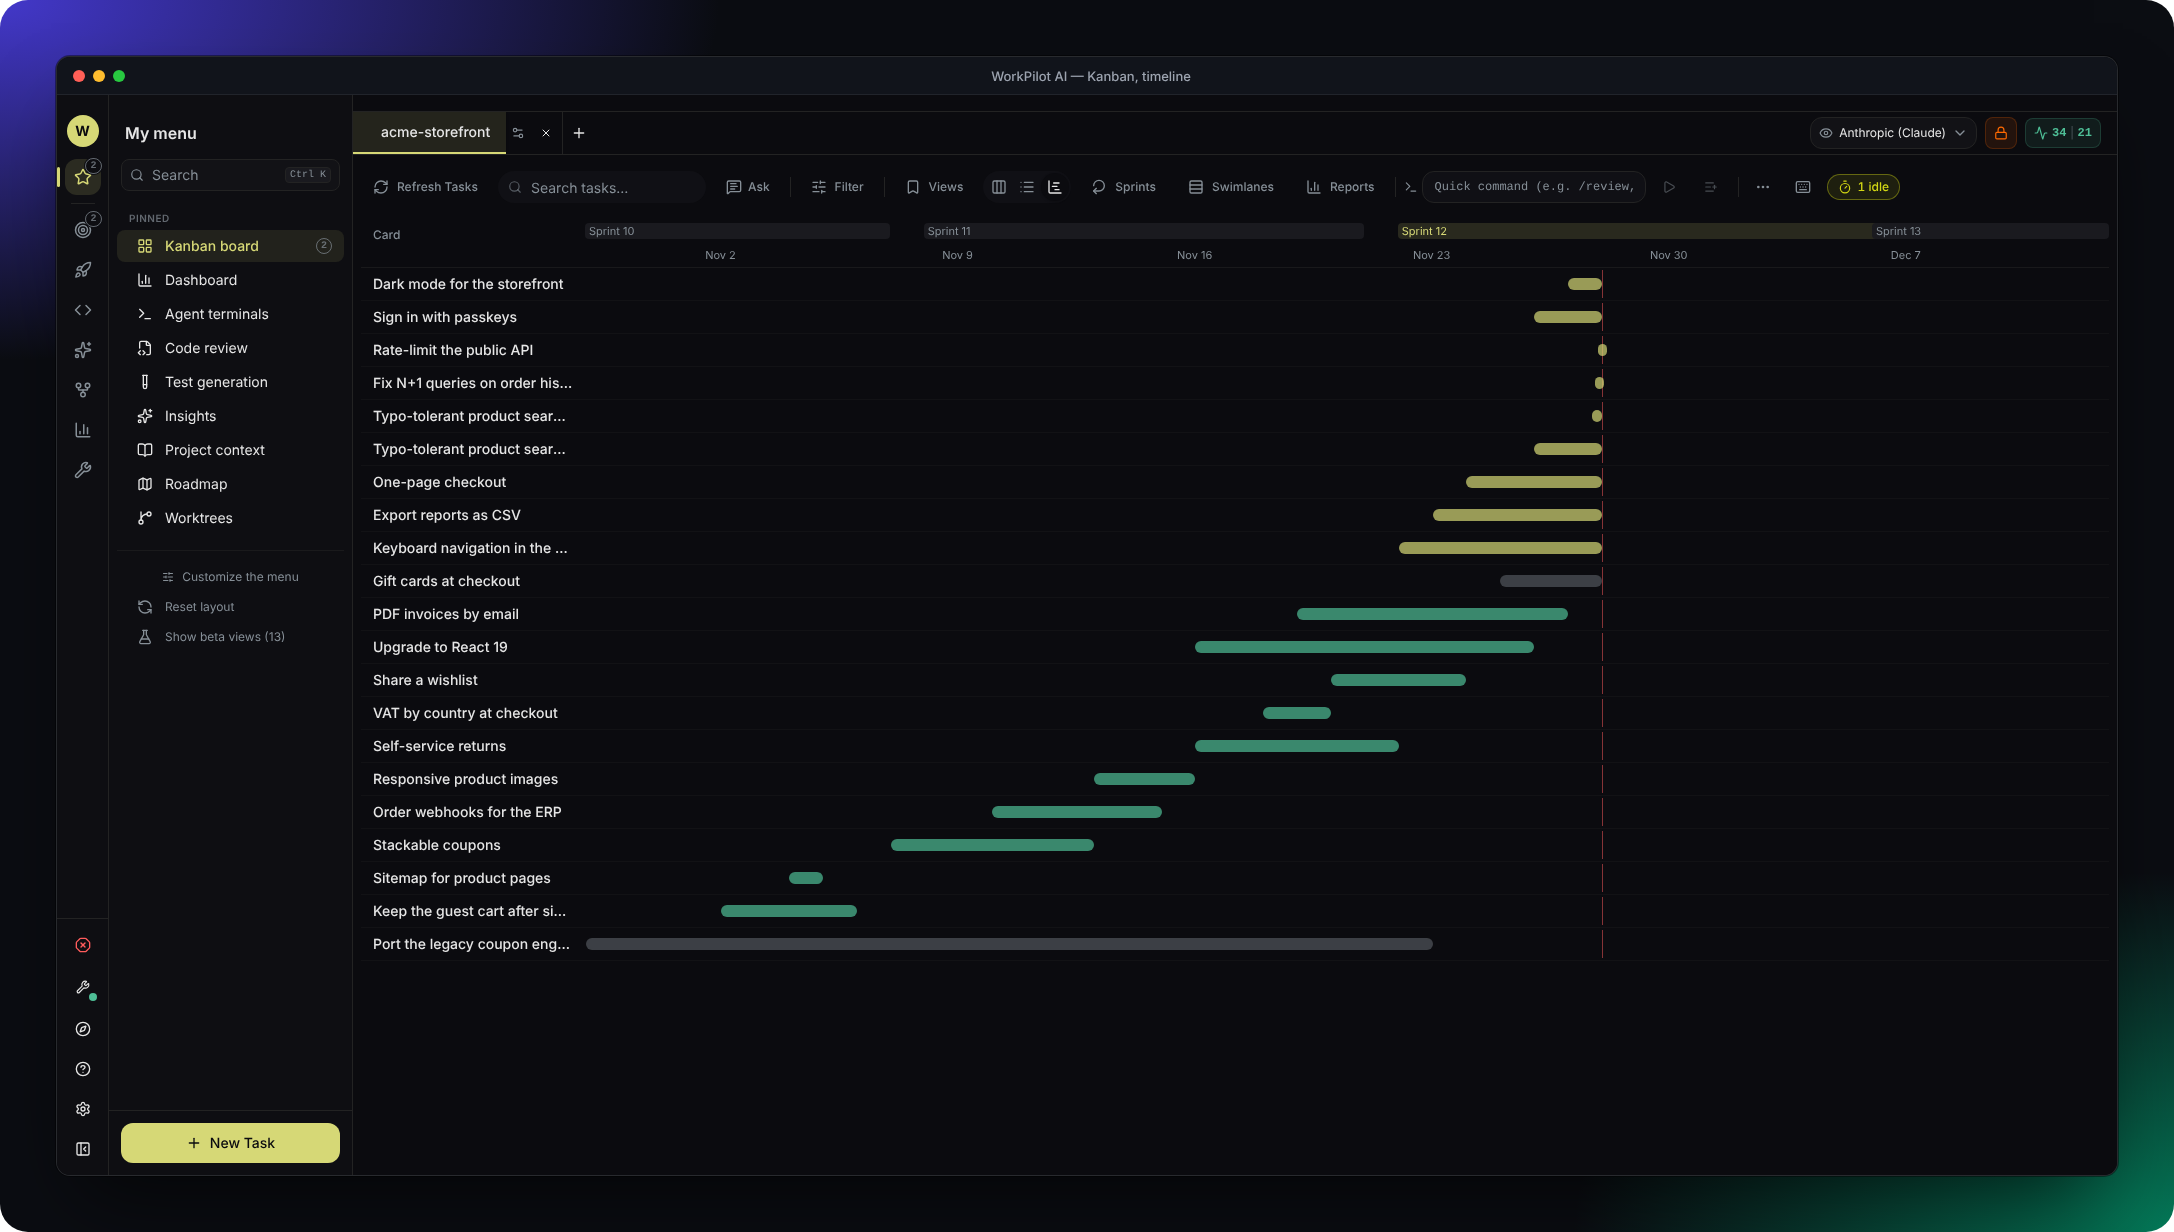 WorkPilot AI — Kanban, timeline
W
My menu
2
Search
Ctrl K
2
PINNED
Kanban board
2
Dashboard
Agent terminals
Code review
Test generation
Insights
Project context
Roadmap
Worktrees
Customize the menu
Reset layout
Show beta views (13)
New Task
acme-storefront
Anthropic (Claude)
34 | 21
Refresh Tasks
Search tasks...
Ask
Filter
Views
Sprints
Swimlanes
Reports
Quick command (e.g. /review,
1 idle
Card
Sprint 10
Sprint 11
Sprint 12
Sprint 13
Nov 2
Nov 9
Nov 16
Nov 23
Nov 30
Dec 7
Dark mode for the storefront
Sign in with passkeys
Rate-limit the public API
Fix N+1 queries on order his...
Typo-tolerant product sear...
Typo-tolerant product sear...
One-page checkout
Export reports as CSV
Keyboard navigation in the ...
Gift cards at checkout
PDF invoices by email
Upgrade to React 19
Share a wishlist
VAT by country at checkout
Self-service returns
Responsive product images
Order webhooks for the ERP
Stackable coupons
Sitemap for product pages
Keep the guest cart after si...
Port the legacy coupon eng...